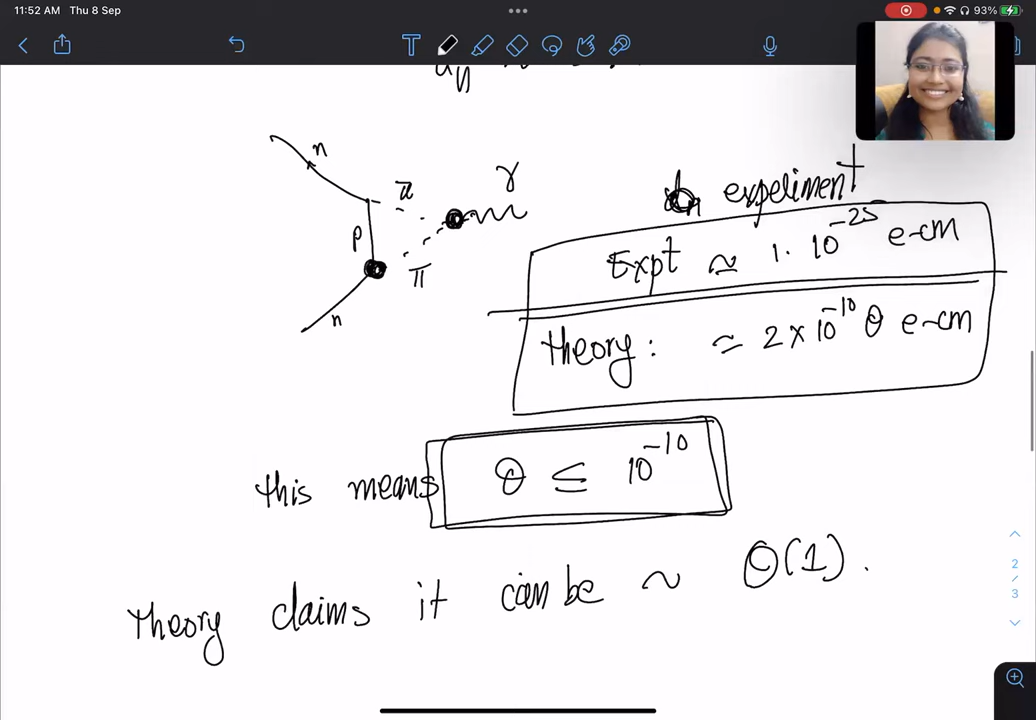 11:52 AM Thu 8 Sep
93%
T
n
π
γ
p
π
n
dn experiment
Expt ≃ 1. 10⁻²⁵ e-cm
theory: ≃ 2 × 10⁻¹⁰ θ e-cm
this means θ ≤ 10⁻¹⁰
theory claims it can be ~ O(1).
2
/
3